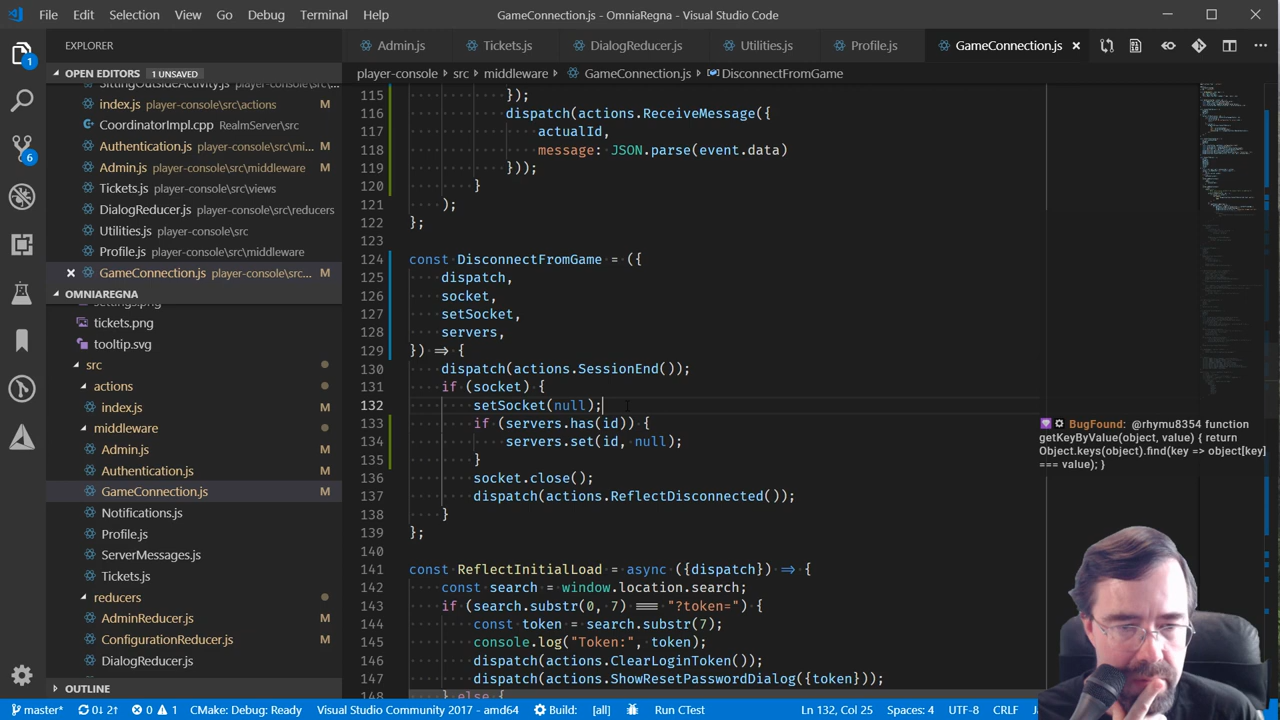 File Edit Selection View Go Debug Terminal Help
GameConnection.js - OmniaRegna - Visual Studio Code
EXPLORER
Admin.js Tickets.js DialogReducer.js Utilities.js Profile.js GameConnection.js
OPEN EDITORS 1 UNSAVED
player-console › src › middleware › GameConnection.js › DisconnectFromGame
SittingOutsideActivity.js
index.js player-console\src\actions M
CoordinatorImpl.cpp RealmServer\src
Authentication.js player-console\src\mi... M
Admin.js player-console\src\middleware M
Tickets.js player-console\src\views
DialogReducer.js player-console\src\reducers
Utilities.js player-console\src
Profile.js player-console\src\middleware
GameConnection.js player-console\src... M
OMNIAREGNA
settings.png
tickets.png
tooltip.svg
src
actions
index.js M
middleware
Admin.js M
Authentication.js M
GameConnection.js M
Notifications.js
Profile.js
ServerMessages.js
Tickets.js
reducers
AdminReducer.js M
ConfigurationReducer.js M
DialogReducer.js
OUTLINE
1
6
115 });
116 dispatch(actions.ReceiveMessage({
117 actualId,
118 message: JSON.parse(event.data)
119 }));
120 }
121 );
122 };
123
124 const DisconnectFromGame = ({
125 dispatch,
126 socket,
127 setSocket,
128 servers,
129 }) => {
130 dispatch(actions.SessionEnd());
131 if (socket) {
132 setSocket(null);
133 if (servers.has(id)) {
134 servers.set(id, null);
135 }
136 socket.close();
137 dispatch(actions.ReflectDisconnected());
138 }
139 };
140
141 const ReflectInitialLoad = async ({dispatch}) => {
142 const search = window.location.search;
143 if (search.substr(0, 7) === "?token=") {
144 const token = search.substr(7);
145 console.log("Token:", token);
146 dispatch(actions.ClearLoginToken());
147 dispatch(actions.ShowResetPasswordDialog({token}));
148 } else {
BugFound: @rhymu8354 function
getKeyByValue(object, value) { return
Object.keys(object).find(key => object[key]
=== value); }
master* 0↓ 2↑ 0 1 CMake: Debug: Ready Visual Studio Community 2017 - amd64 Build: [all] Run CTest Ln 132, Col 25 Spaces: 4 UTF-8 CRLF